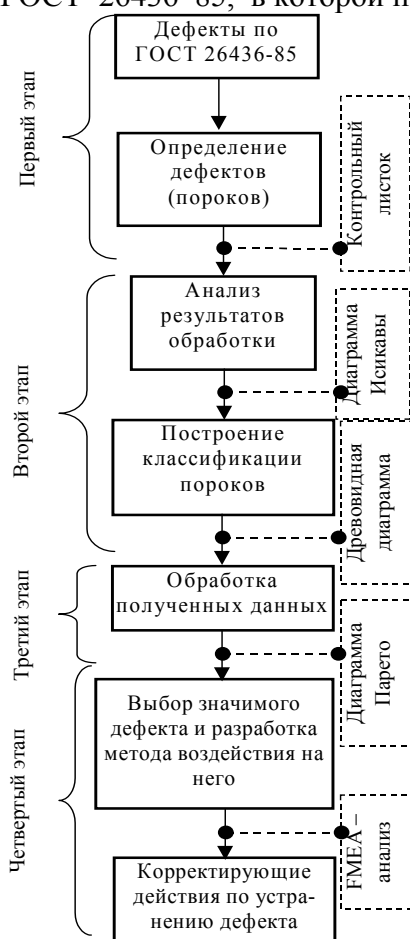 ГОСТ 26436-85, в которой п
Дефекты по
ГОСТ 26436-85
Первый этап
Определение
дефектов
(пороков)
Контрольный
листок
Анализ
результатов
обработки
Диаграмма
Исикавы
Второй этап
Построение
классификации
пороков
Древовидная
диаграмма
Обработка
полученных данных
Третий этап
Диаграмма
Парето
Выбор значимого
дефекта и разработка
метода воздействия на
него
Четвертый этап
FMEA –
анализ
Корректирующие
действия по устра-
нению дефекта